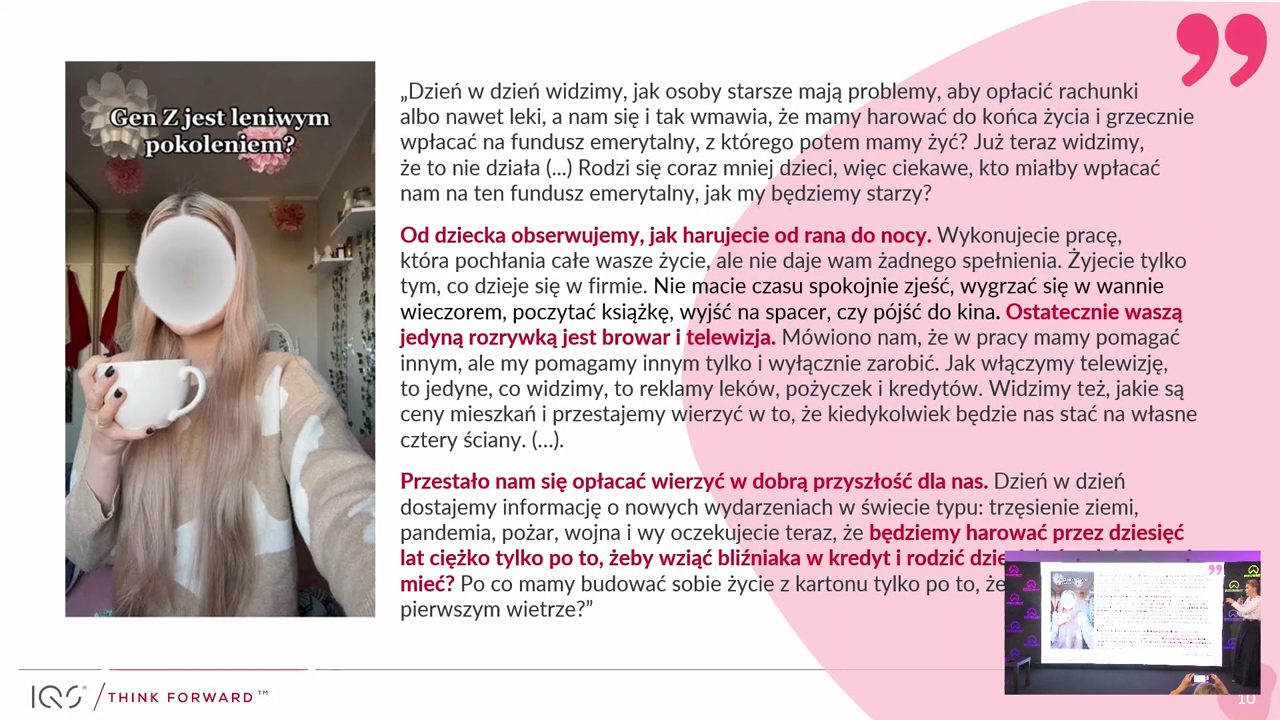 Gen Z jest leniwym
pokoleniem?
„Dzień w dzień widzimy, jak osoby starsze mają problemy, aby opłacić rachunki
albo nawet leki, a nam się i tak wmawia, że mamy harować do końca życia i grzecznie
wpłacać na fundusz emerytalny, z którego potem mamy żyć? Już teraz widzimy,
że to nie działa (...) Rodzi się coraz mniej dzieci, więc ciekawe, kto miałby wpłacać
nam na ten fundusz emerytalny, jak my będziemy starzy?
Od dziecka obserwujemy, jak harujecie od rana do nocy. Wykonujecie pracę,
która pochłania całe wasze życie, ale nie daje wam żadnego spełnienia. Żyjecie tylko
tym, co dzieje się w firmie. Nie macie czasu spokojnie zjeść, wygrzać się w wannie
wieczorem, poczytać książkę, wyjść na spacer, czy pójść do kina. Ostatecznie waszą
jedyną rozrywką jest browar i telewizja. Mówiono nam, że w pracy mamy pomagać
innym, ale my pomagamy innym tylko i wyłącznie zarobić. Jak włączymy telewizję,
to jedyne, co widzimy, to reklamy leków, pożyczek i kredytów. Widzimy też, jakie są
ceny mieszkań i przestajemy wierzyć w to, że kiedykolwiek będzie nas stać na własne
cztery ściany. (...).
Przestało nam się opłacać wierzyć w dobrą przyszłość dla nas. Dzień w dzień
dostajemy informację o nowych wydarzeniach w świecie typu: trzęsienie ziemi,
pandemia, pożar, wojna i wy oczekujecie teraz, że będziemy harować przez dziesięć
lat ciężko tylko po to, żeby wziąć bliźniaka w kredyt i rodzić
mieć? Po co mamy budować sobie życie z kartonu tylko po to, że
pierwszym wietrze?”
IQS THINK FORWARD™
10